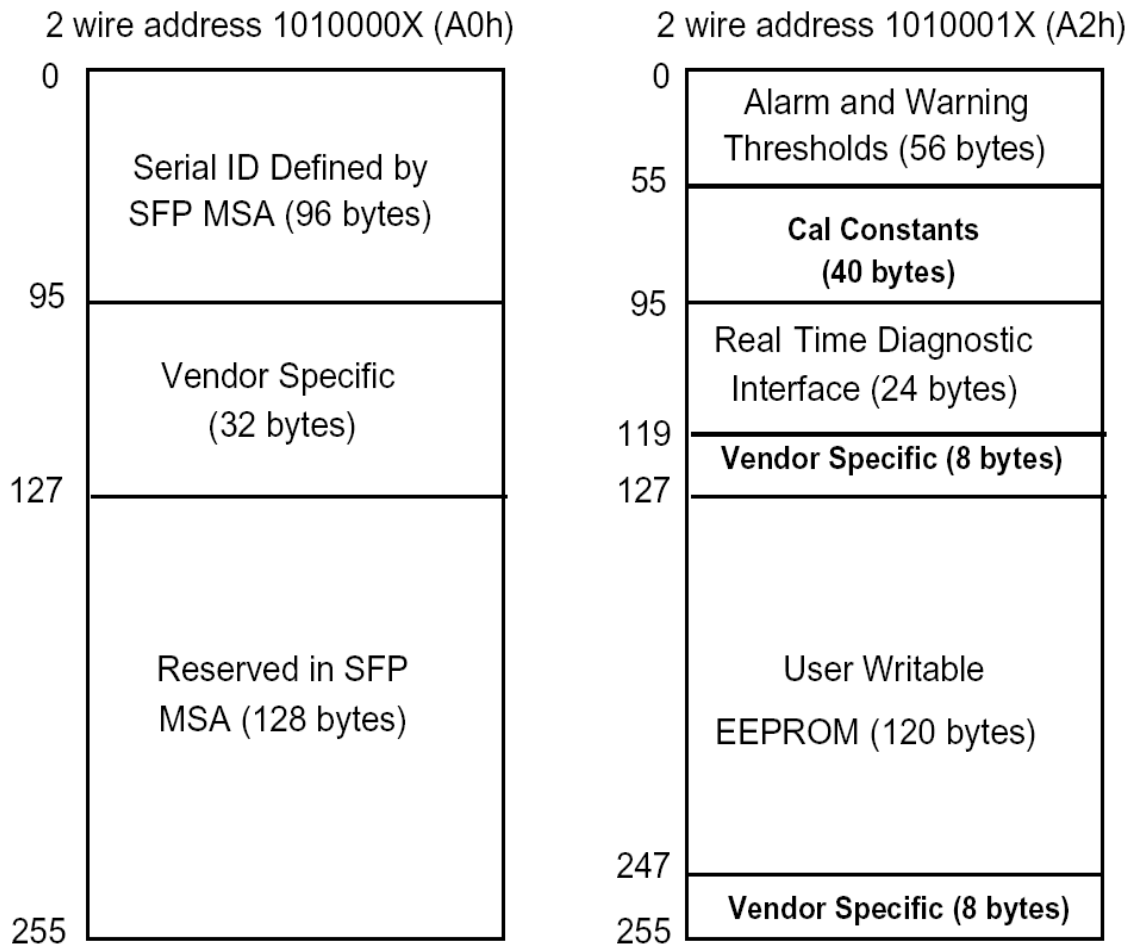 2 wire address 1010000X (A0h)
0
Serial ID Defined by
SFP MSA (96 bytes)
95
Vendor Specific
(32 bytes)
127
Reserved in SFP
MSA (128 bytes)
255
2 wire address 1010001X (A2h)
0
Alarm and Warning
Thresholds (56 bytes)
55
Cal Constants
(40 bytes)
95
Real Time Diagnostic
Interface (24 bytes)
119
Vendor Specific (8 bytes)
127
User Writable
EEPROM (120 bytes)
247
Vendor Specific (8 bytes)
255